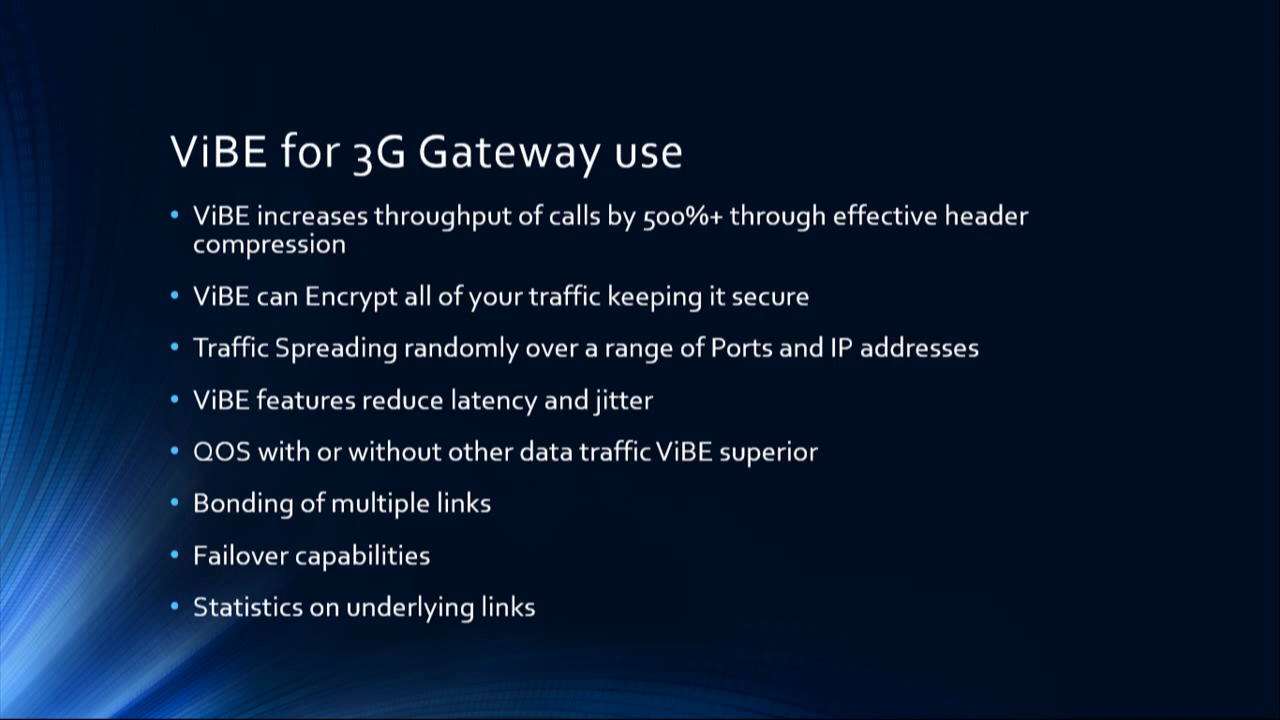 ViBE for 3G Gateway use
• ViBE increases throughput of calls by 500%+ through effective header
compression
• ViBE can Encrypt all of your traffic keeping it secure
• Traffic Spreading randomly over a range of Ports and IP addresses
• ViBE features reduce latency and jitter
• QOS with or without other data traffic ViBE superior
• Bonding of multiple links
• Failover capabilities
• Statistics on underlying links